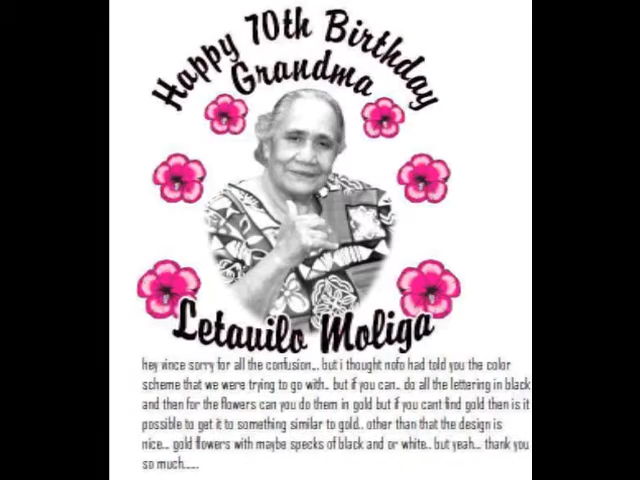 Happy 70th Birthday
Grandma
Letauilo Moliga
hey vince sorry for all the confusion... but i thought nofo had told you the color
scheme that we were trying to go with.. but if you can.. do all the lettering in black
and then for the flowers can you do them in gold but if you cant find gold then is it
possible to get it to something similar to gold.. other than that the design is
nice... gold flowers with maybe specks of black and or white.. but yeah... thank you
so much.....